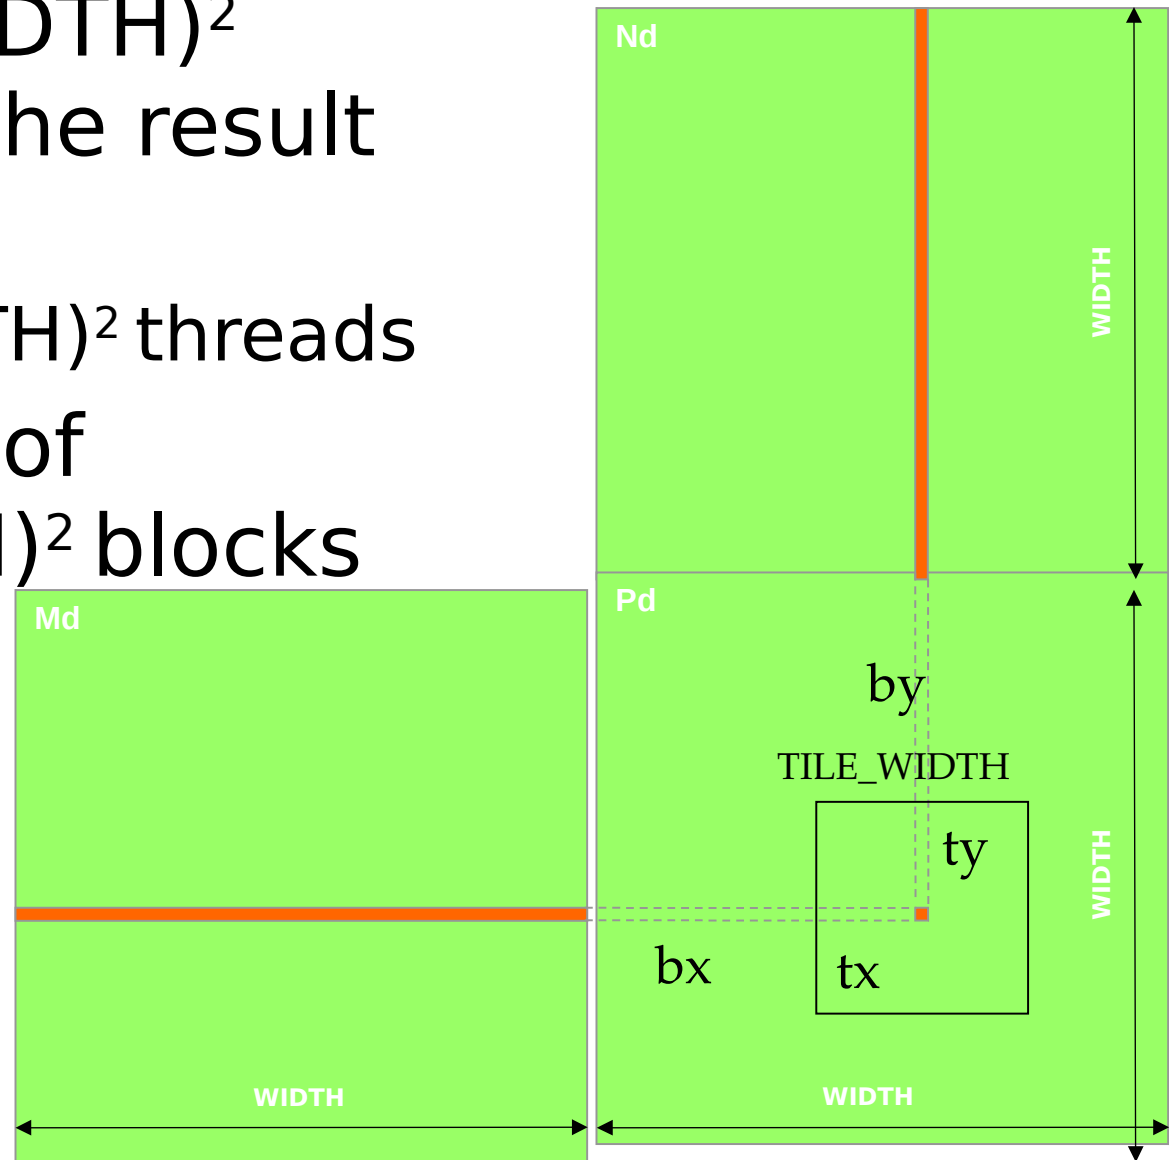 DTH)²
he result
TH)² threads
of
)² blocks
Nd
WIDTH
Md
Pd
by
TILE_WIDTH
ty
WIDTH
bx
tx
WIDTH
WIDTH